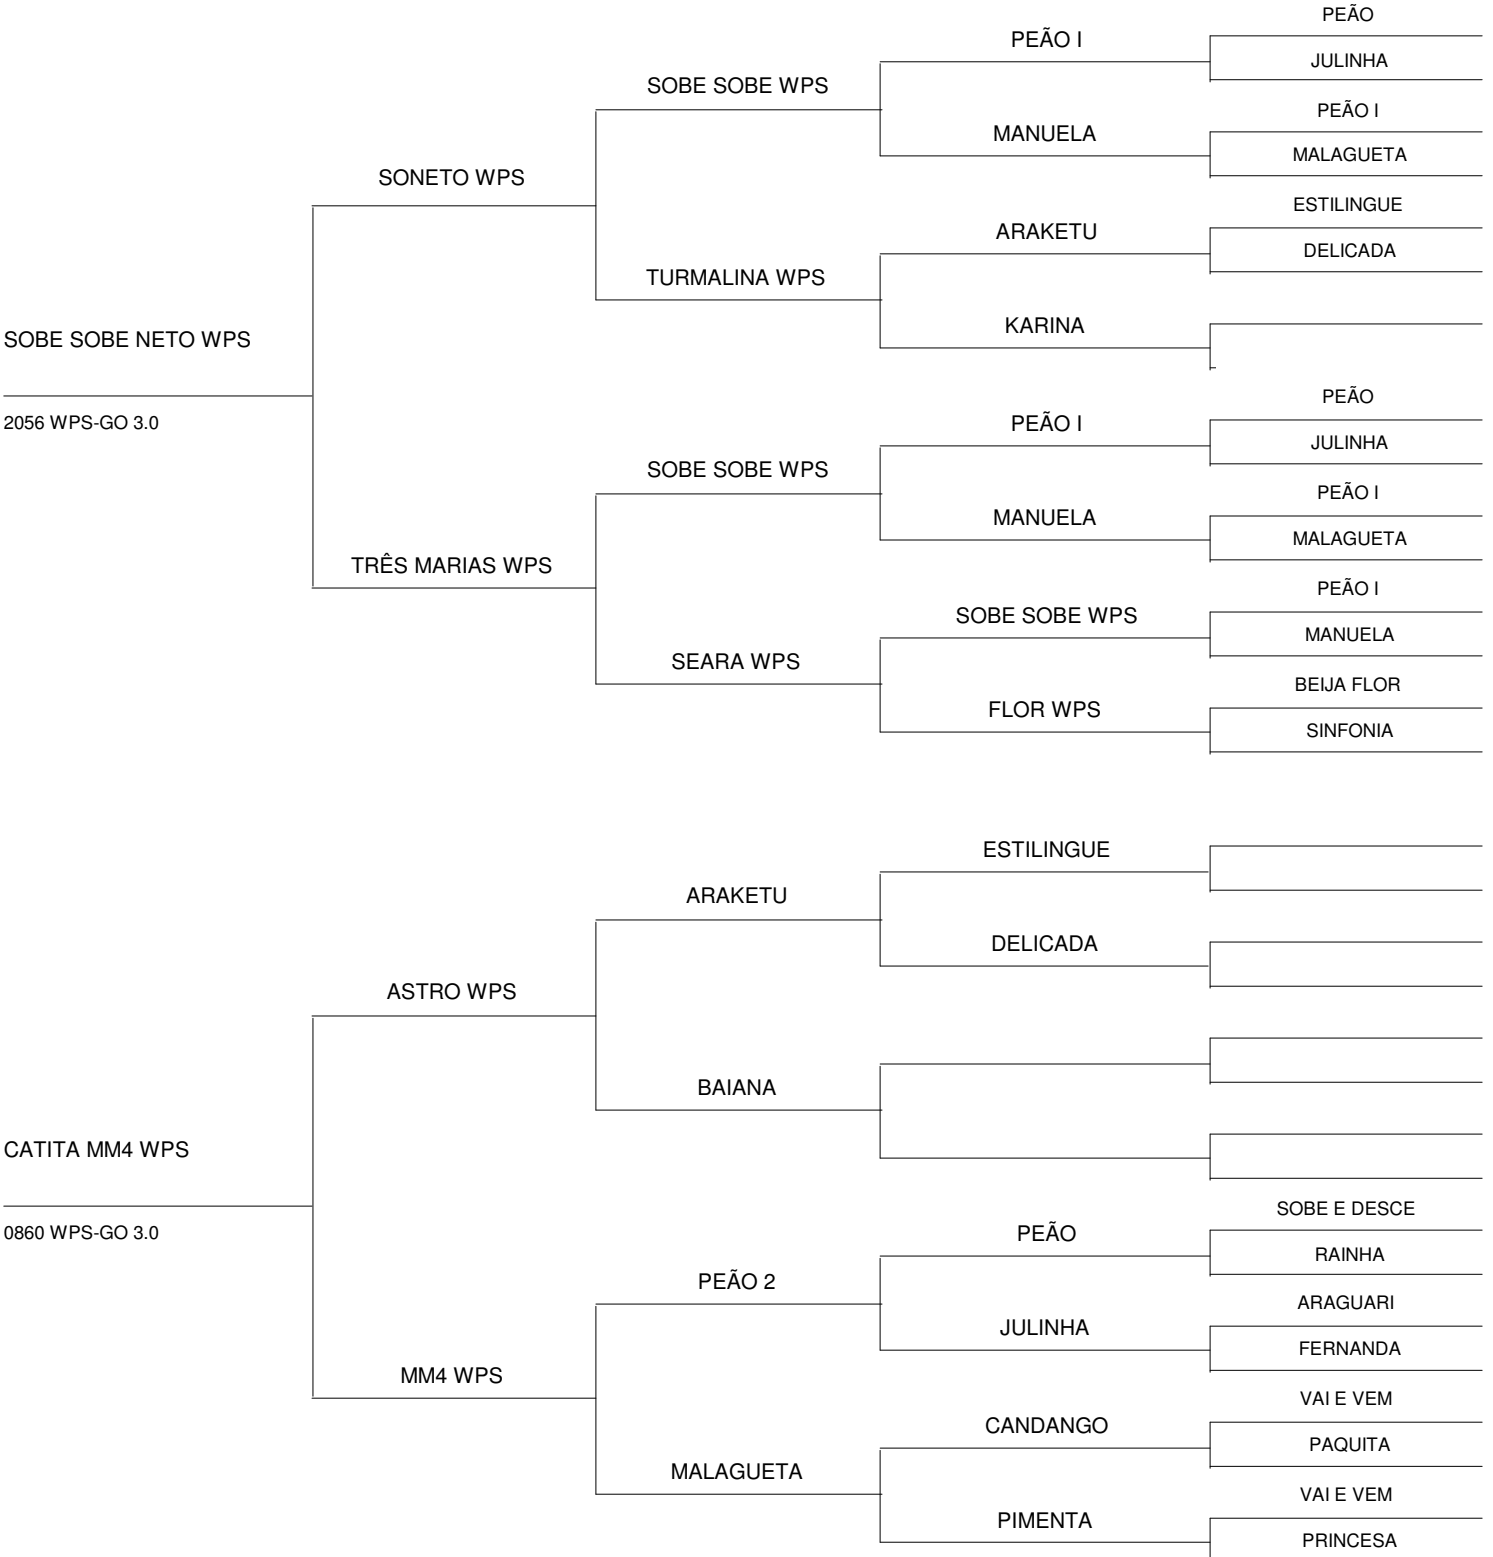 PEÃO
PEÃO I
JULINHA
SOBE SOBE WPS
PEÃO I
MANUELA
MALAGUETA
SONETO WPS
ESTILINGUE
ARAKETU
DELICADA
TURMALINA WPS
KARINA
SOBE SOBE NETO WPS
2056 WPS-GO 3.0
PEÃO
PEÃO I
JULINHA
SOBE SOBE WPS
PEÃO I
MANUELA
MALAGUETA
TRÊS MARIAS WPS
PEÃO I
SOBE SOBE WPS
MANUELA
SEARA WPS
BEIJA FLOR
FLOR WPS
SINFONIA
ESTILINGUE
ARAKETU
DELICADA
ASTRO WPS
BAIANA
CATITA MM4 WPS
0860 WPS-GO 3.0
SOBE E DESCE
PEÃO
RAINHA
PEÃO 2
ARAGUARI
JULINHA
FERNANDA
MM4 WPS
VAI E VEM
CANDANGO
PAQUITA
MALAGUETA
VAI E VEM
PIMENTA
PRINCESA